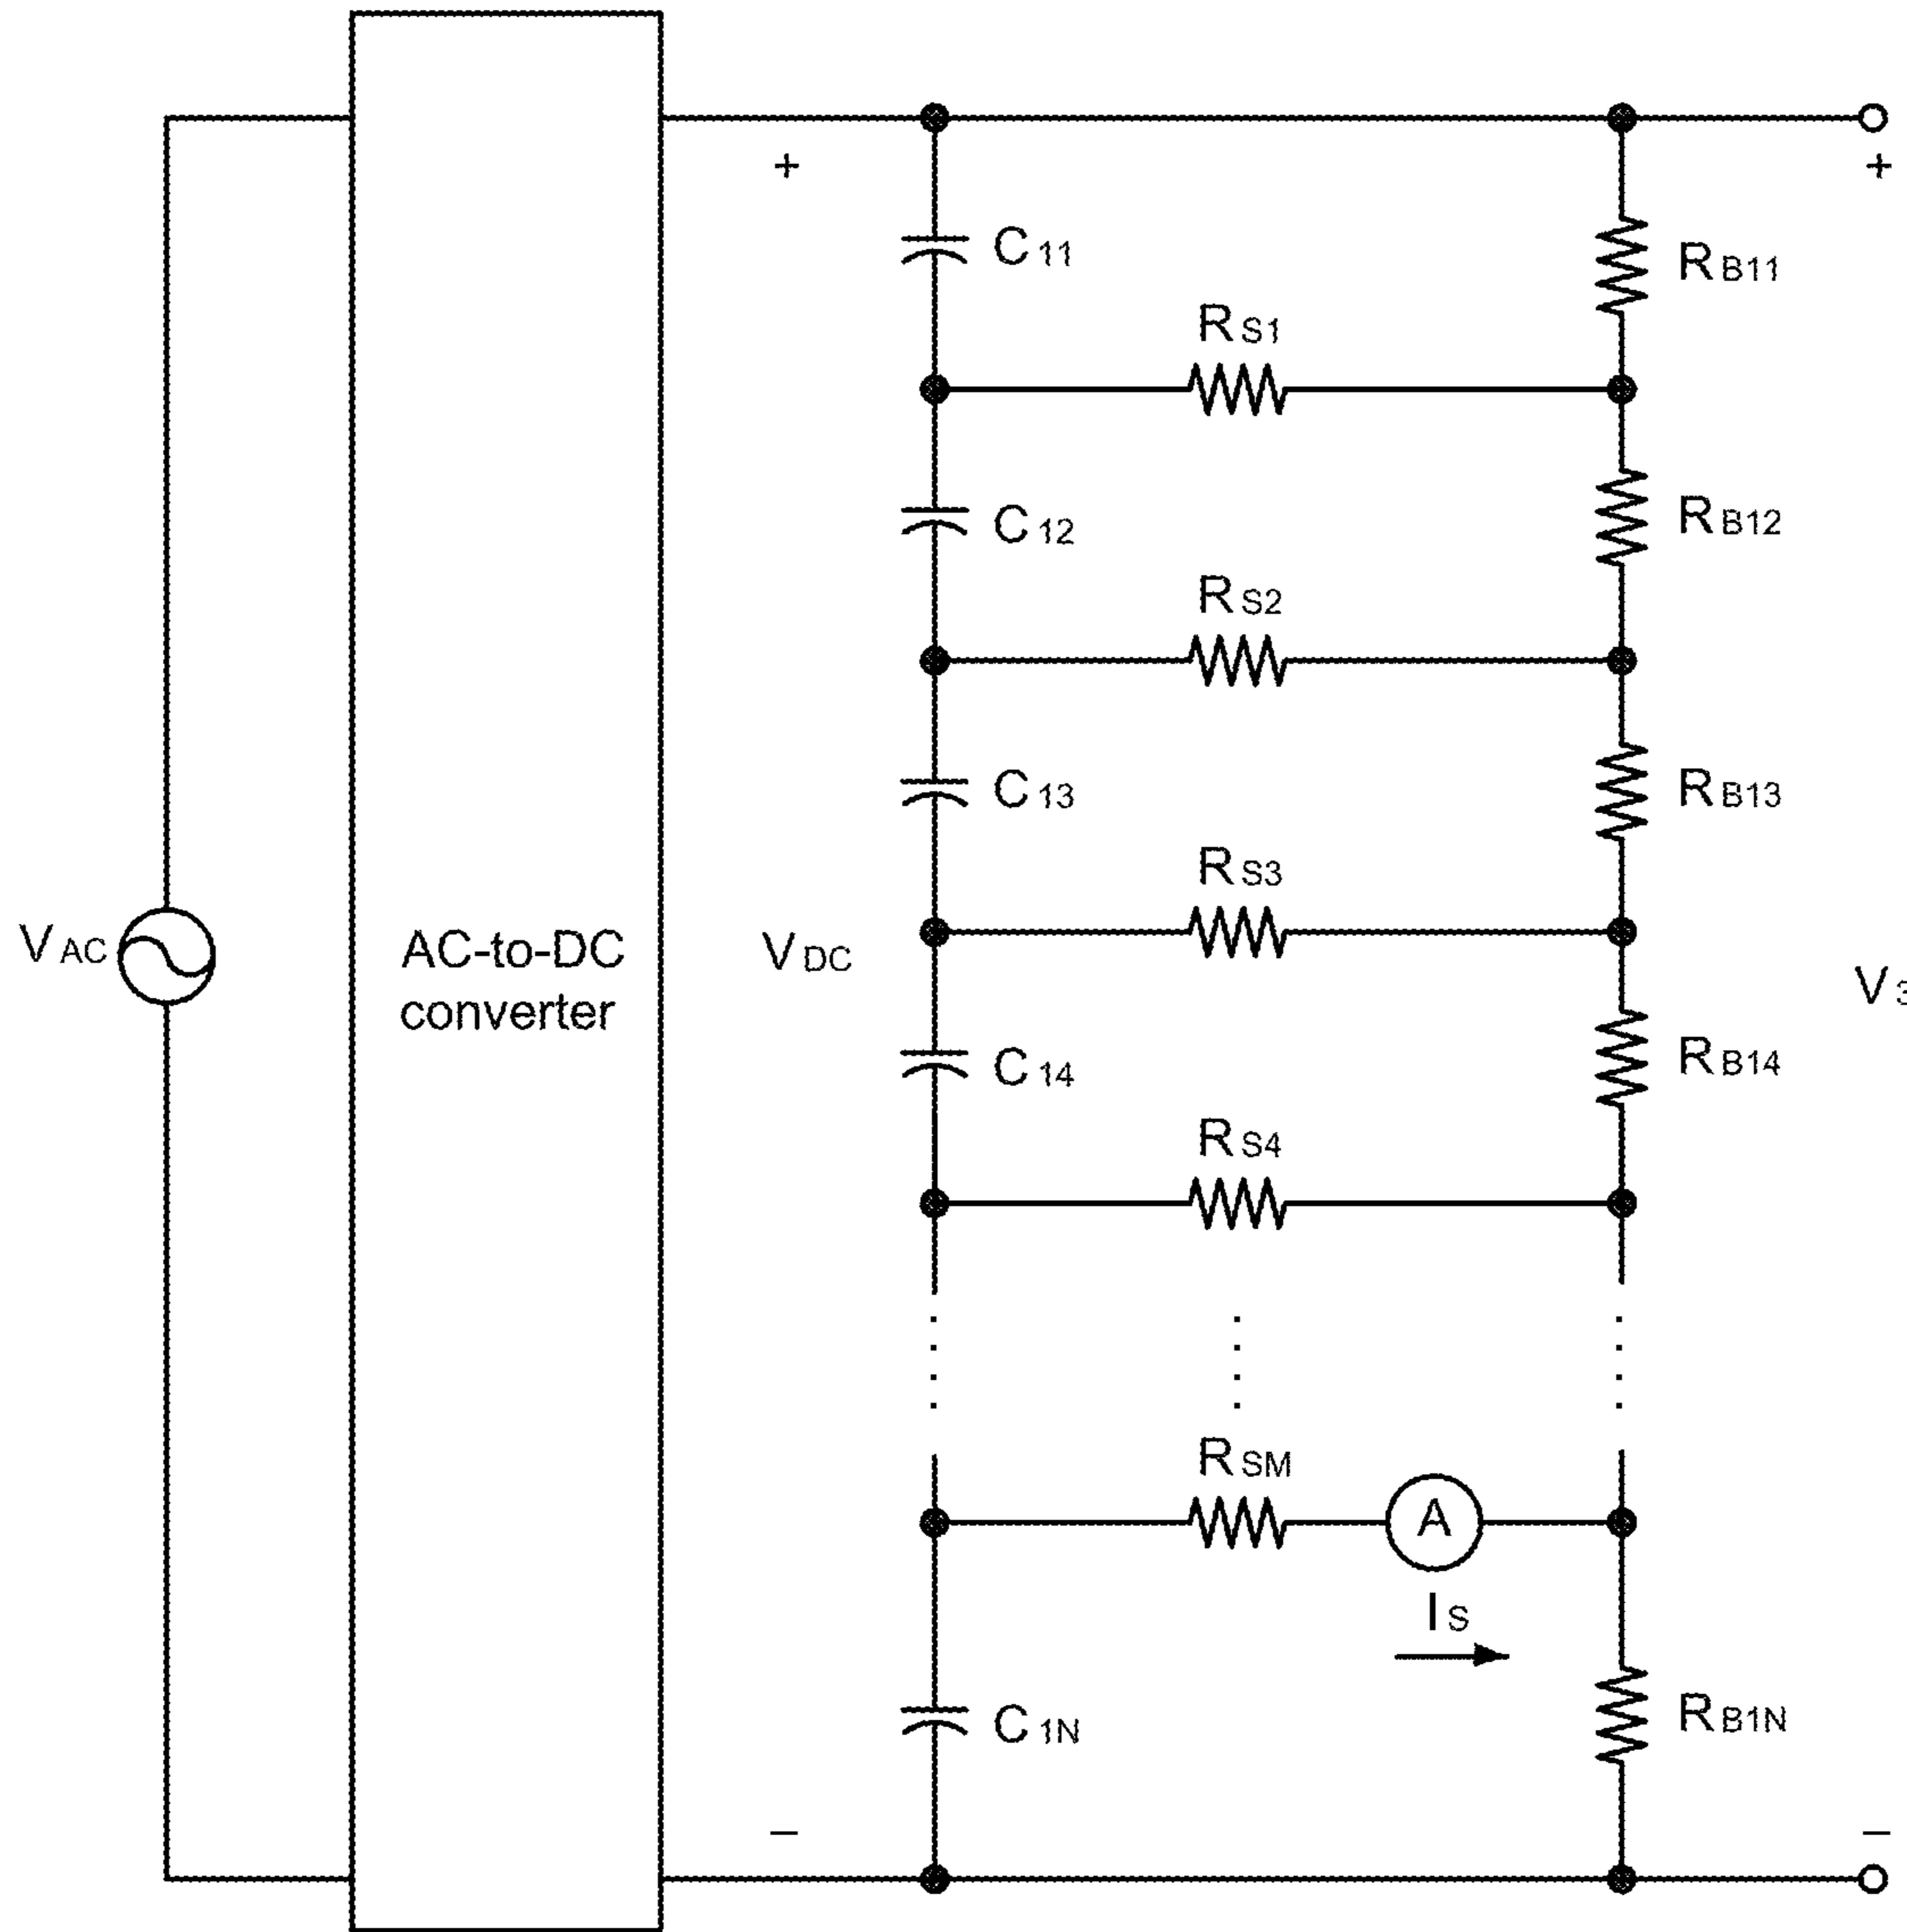 +
+
C11
RB11
RS1
C12
RB12
RS2
C13
RB13
RS3
VAC
AC-to-DC
converter
VDC
V3
C14
RB14
RS4
RSM
A
IS
C1N
RB1N
–
–